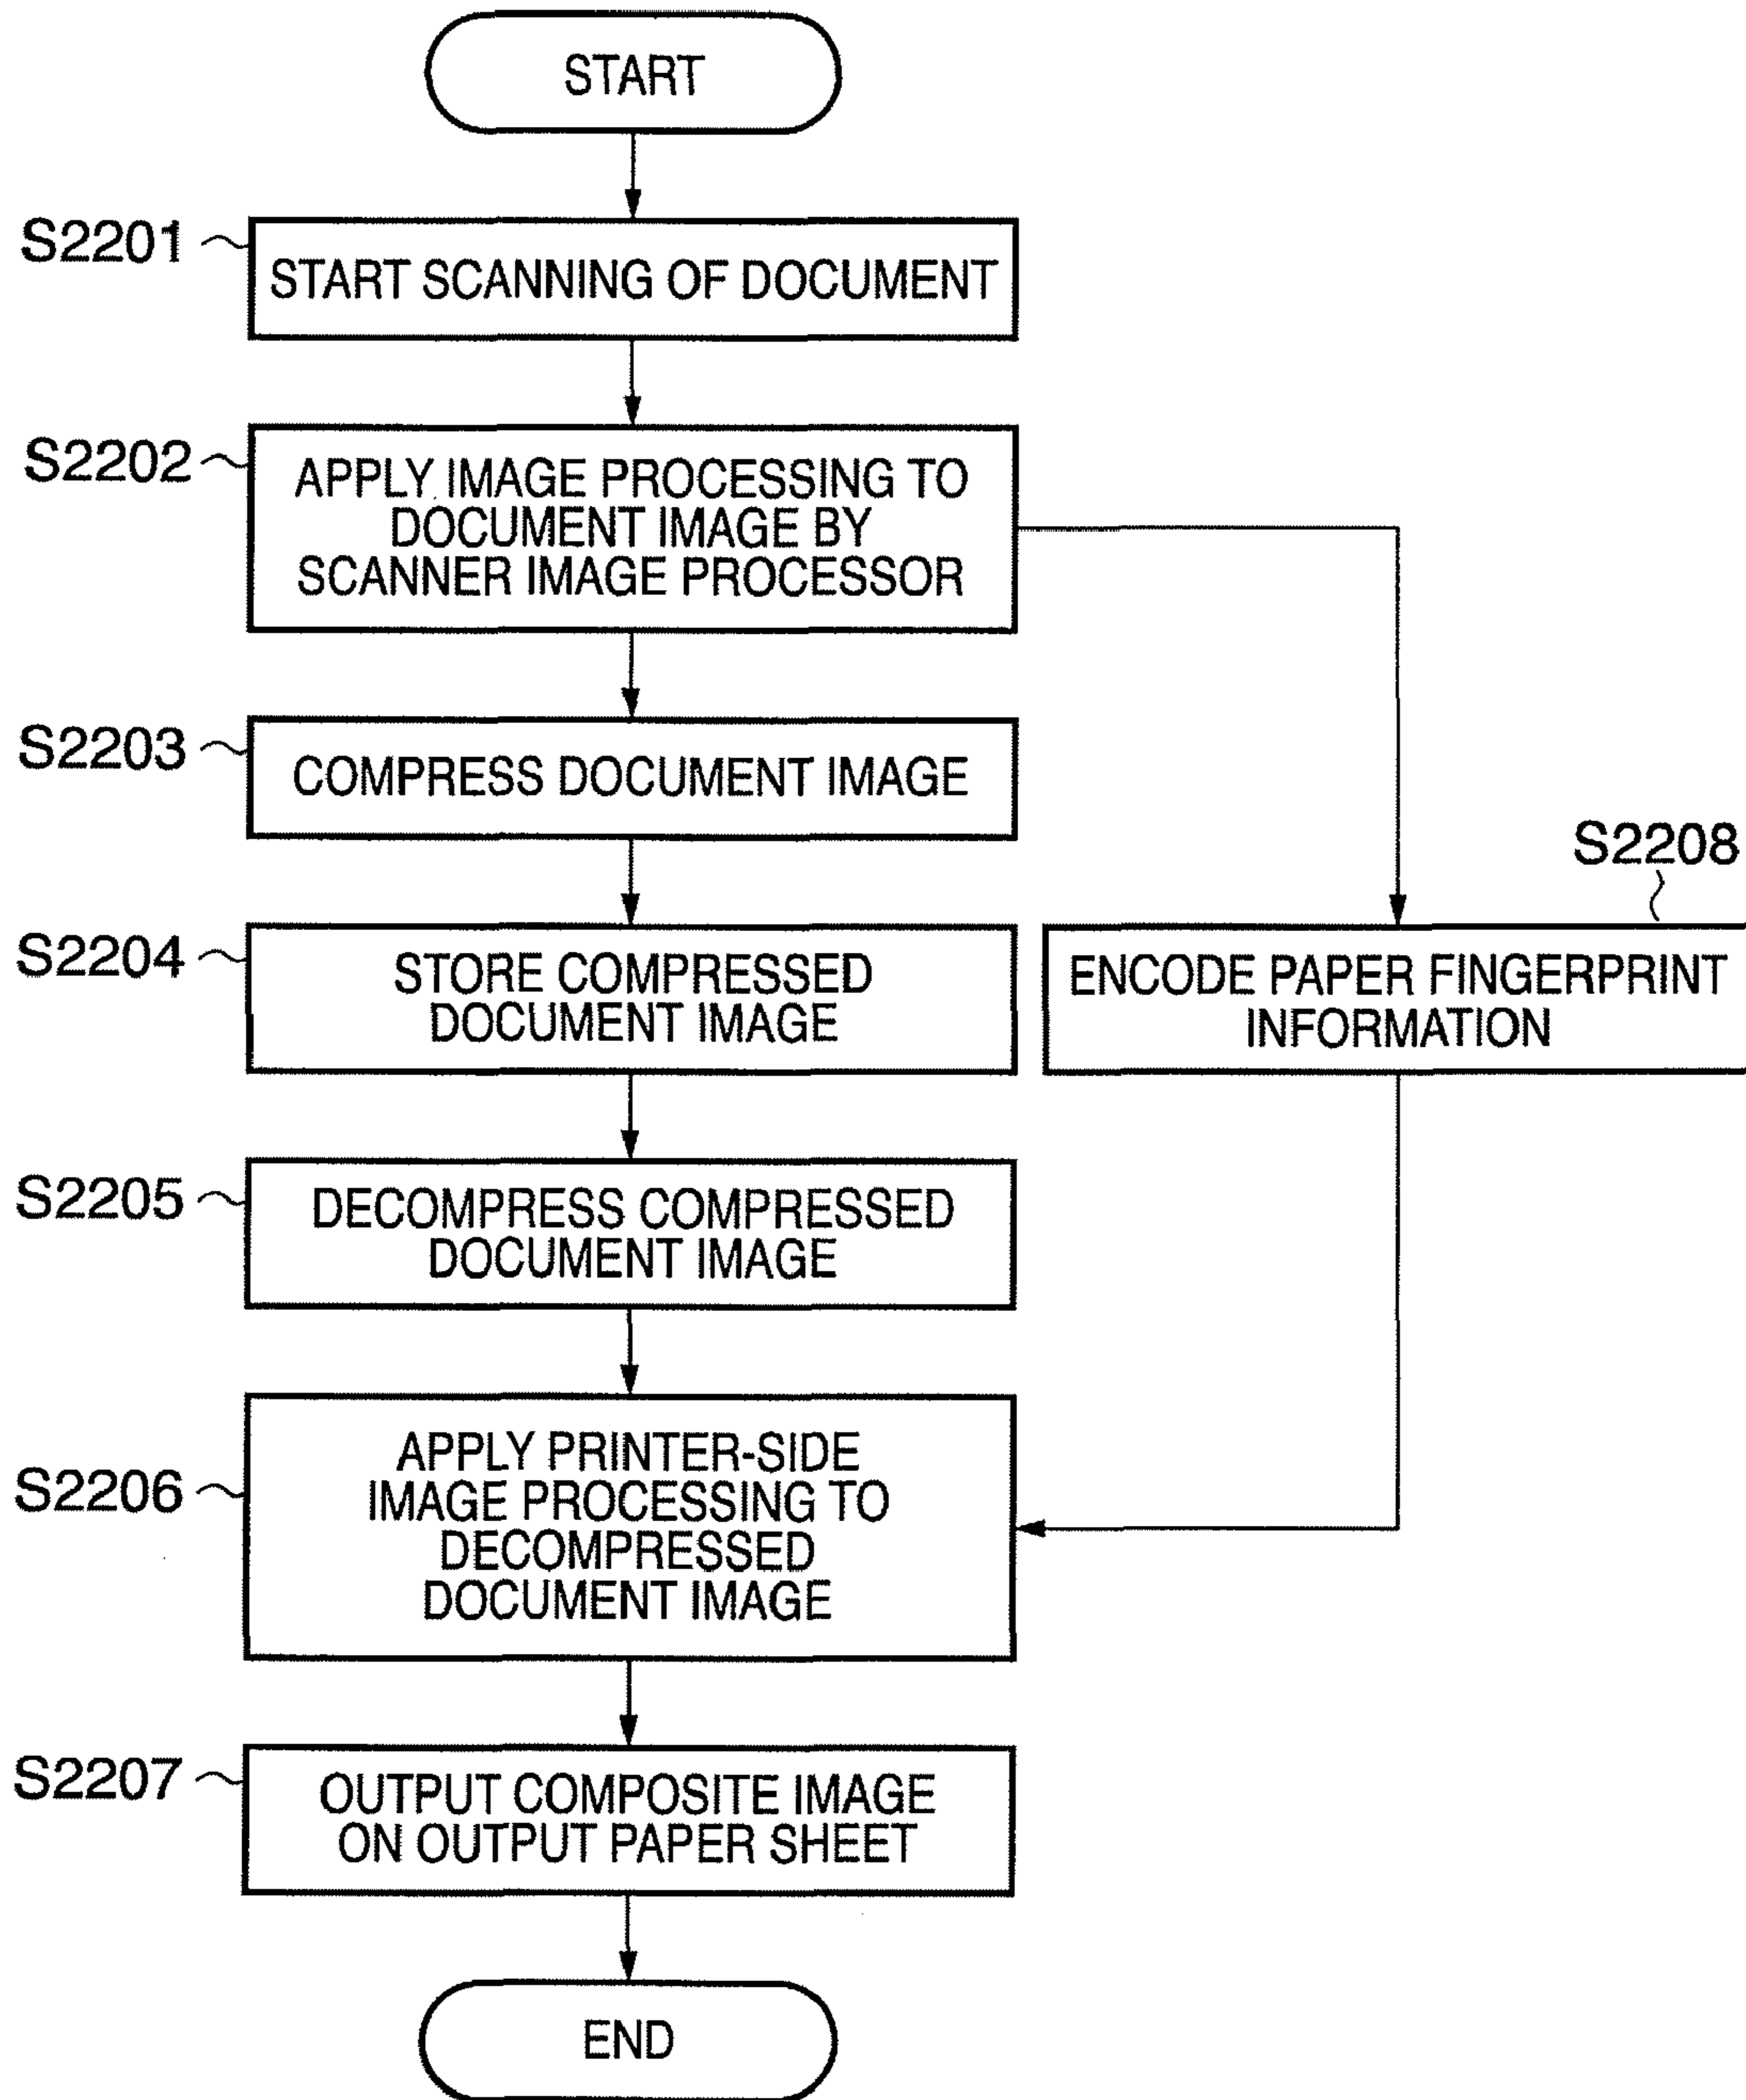 START
S2201
START SCANNING OF DOCUMENT
S2202
APPLY IMAGE PROCESSING TO
DOCUMENT IMAGE BY
SCANNER IMAGE PROCESSOR
S2203
COMPRESS DOCUMENT IMAGE
S2204
STORE COMPRESSED
DOCUMENT IMAGE
S2208
ENCODE PAPER FINGERPRINT
INFORMATION
S2205
DECOMPRESS COMPRESSED
DOCUMENT IMAGE
S2206
APPLY PRINTER-SIDE
IMAGE PROCESSING TO
DECOMPRESSED
DOCUMENT IMAGE
S2207
OUTPUT COMPOSITE IMAGE
ON OUTPUT PAPER SHEET
END